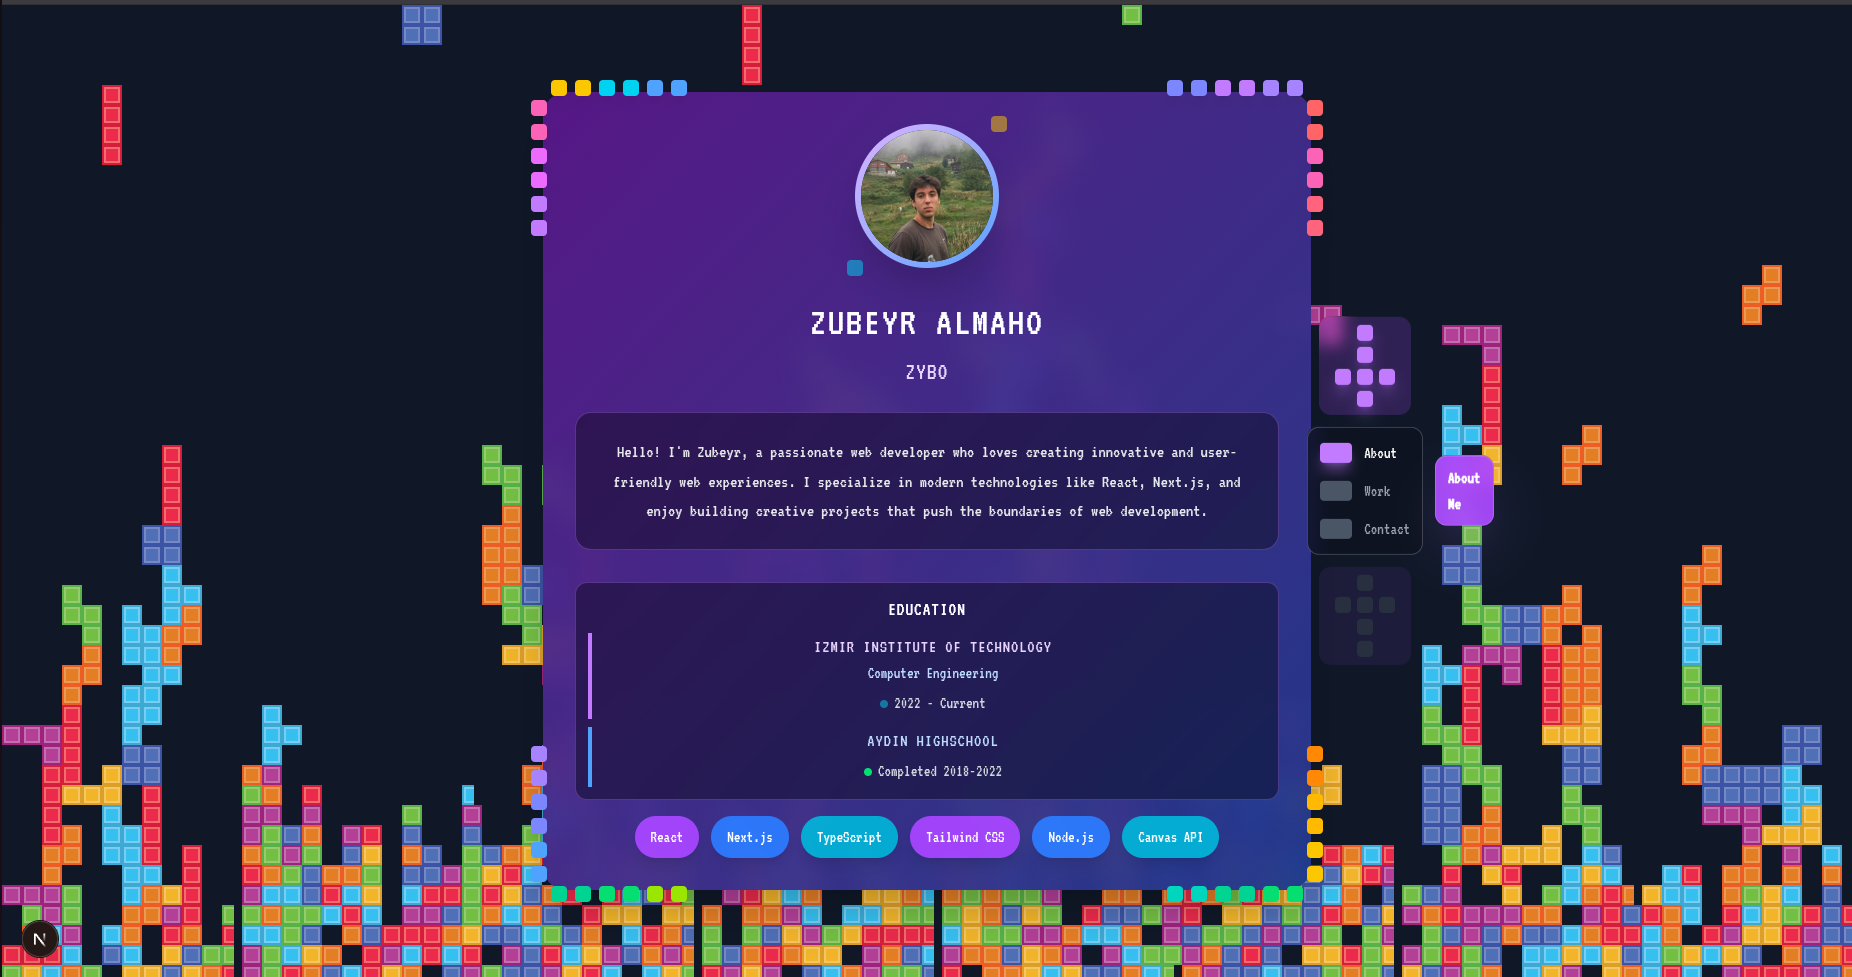 ZUBEYR ALMAHO
ZYBO
Hello! I'm Zubeyr, a passionate web developer who loves creating innovative and user-
friendly web experiences. I specialize in modern technologies like React, Next.js, and
enjoy building creative projects that push the boundaries of web development.
EDUCATION
IZMIR INSTITUTE OF TECHNOLOGY
Computer Engineering
2022 - Current
AYDIN HIGHSCHOOL
Completed 2018-2022
React
Next.js
TypeScript
Tailwind CSS
Node.js
Canvas API
About
Work
Contact
About
Me
N